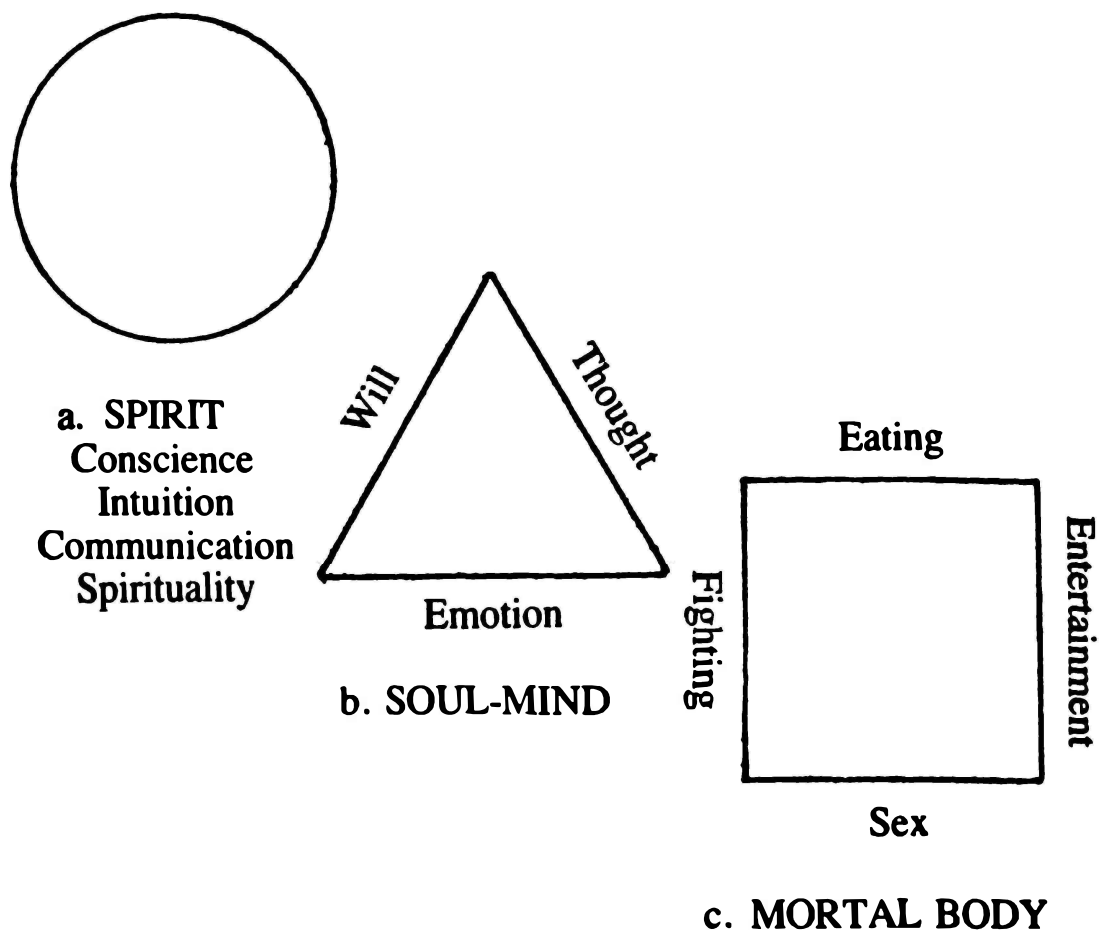 a. SPIRIT
Conscience
Intuition
Communication
Spirituality
Will
Thought
Emotion
b. SOUL-MIND
Eating
Fighting
Entertainment
Sex
c. MORTAL BODY